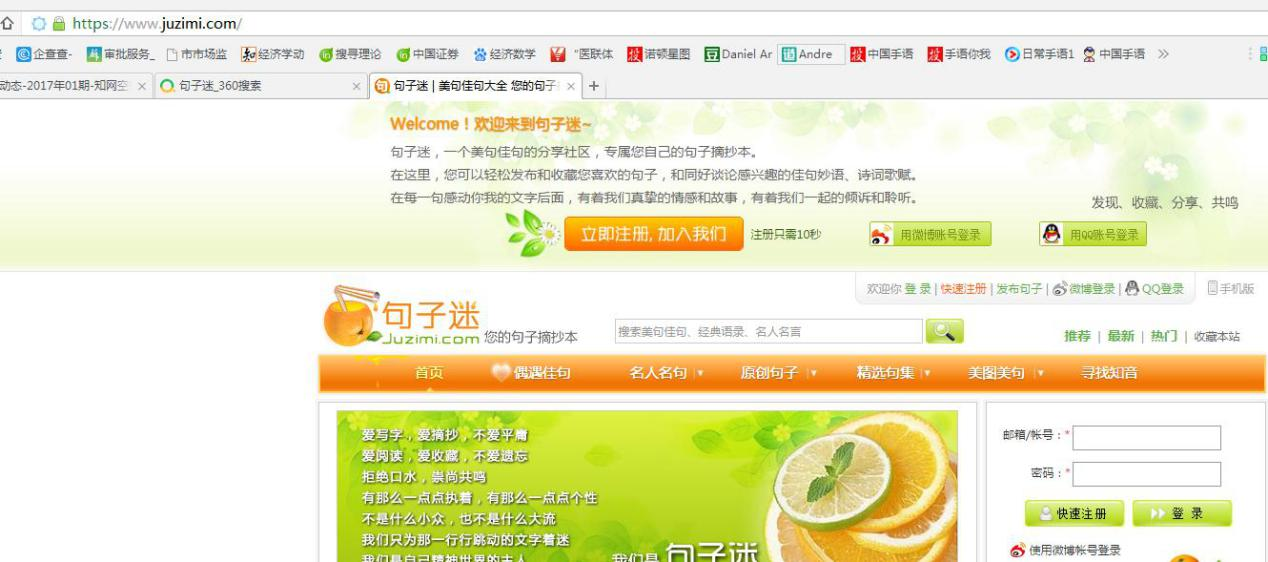 https://www.juzimi.com/
企查查- 审批服务_ 市市场监 经济学动 搜寻理论 中国证券 经济数学 "医联体 诺顿星图 Daniel Ar Andre 中国手语 手语你我 日常手语1 中国手语 >>
动态-2017年01期-知网空 × 句子迷_360搜索 × 句子迷 | 美句佳句大全 您的句子 × +
Welcome！欢迎来到句子迷~
句子迷，一个美句佳句的分享社区，专属您自己的句子摘抄本。
在这里，您可以轻松发布和收藏您喜欢的句子，和同好谈论感兴趣的佳句妙语、诗词歌赋。
在每一句感动你我的文字后面，有着我们真挚的情感和故事，有着我们一起的倾诉和聆听。
发现、收藏、分享、共鸣
立即注册, 加入我们 注册只需10秒 用微博账号登录 用QQ账号登录
欢迎你 登 录 | 快速注册 | 发布句子 | 微博登录 | QQ登录 手机版
句子迷
Juzimi.com 您的句子摘抄本
搜索美句佳句、经典语录、名人名言
推荐 | 最新 | 热门 | 收藏本站
首页 偶遇佳句 名人名句 原创句子 精选句集 美图美句 寻找知音
爱写字，爱摘抄，不爱平庸
爱阅读，爱收藏，不爱遗忘
拒绝口水，崇尚共鸣
有那么一点点执着，有那么一点点个性
不是什么小众，也不是什么大流
我们只为那一行行跳动的文字着迷
我们是自己精神世界的主人
我们是 句子迷
邮箱/帐号：*
密码：*
快速注册 登 录
使用微博帐号登录